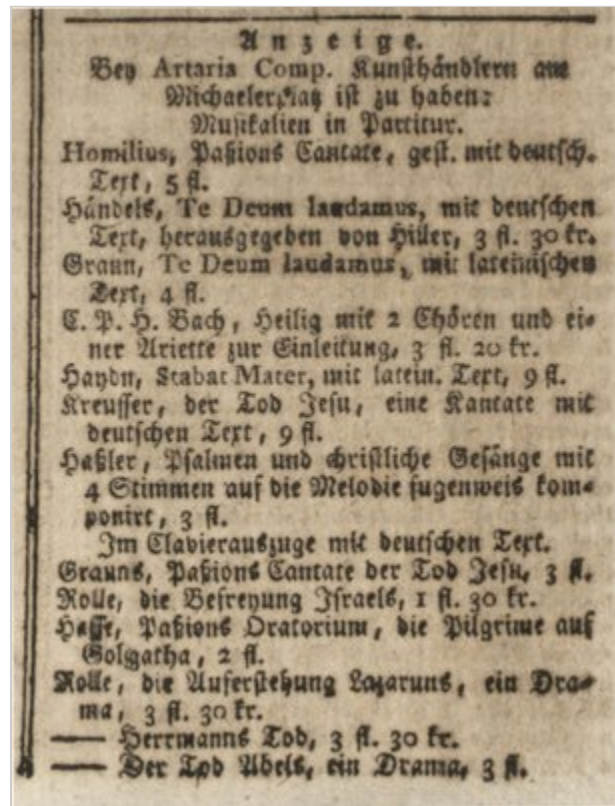 Anzeige.
Bey Artaria Comp. Kunsthändlern am
Michaelerplatz ist zu haben:
Musikalien in Partitur.
Homilius, Paßions Cantate, gest. mit deutsch.
Text, 5 fl.
Händels, Te Deum laudamus, mit deutschen
Text, herausgegeben von Hiller, 3 fl. 30 kr.
Graun, Te Deum laudamus, mit lateinischen
Text, 4 fl.
C. P. H. Bach, Heilig mit 2 Chören und ei-
ner Ariette zur Einleitung, 3 fl. 20 kr.
Haydn, Stabat Mater, mit latein. Text, 9 fl.
Kreusser, der Tod Jesu, eine Kantate mit
deutschen Text, 9 fl.
Haßler, Psalmen und christliche Gesänge mit
4 Stimmen auf die Melodie fugenweis kom-
ponirt, 3 fl.
Im Clavierauszuge mit deutschen Text.
Grauns, Paßions Cantate der Tod Jesu, 3 fl.
Rolle, die Befreyung Israels, 1 fl. 30 kr.
Hasse, Paßions Oratorium, die Pilgrime auf
Golgatha, 2 fl.
Rolle, die Auferstehung Lazaruns, ein Dra-
ma, 3 fl. 30 kr.
— Herrmanns Tod, 3 fl. 30 kr.
— Der Tod Abels, ein Drama, 3 fl.